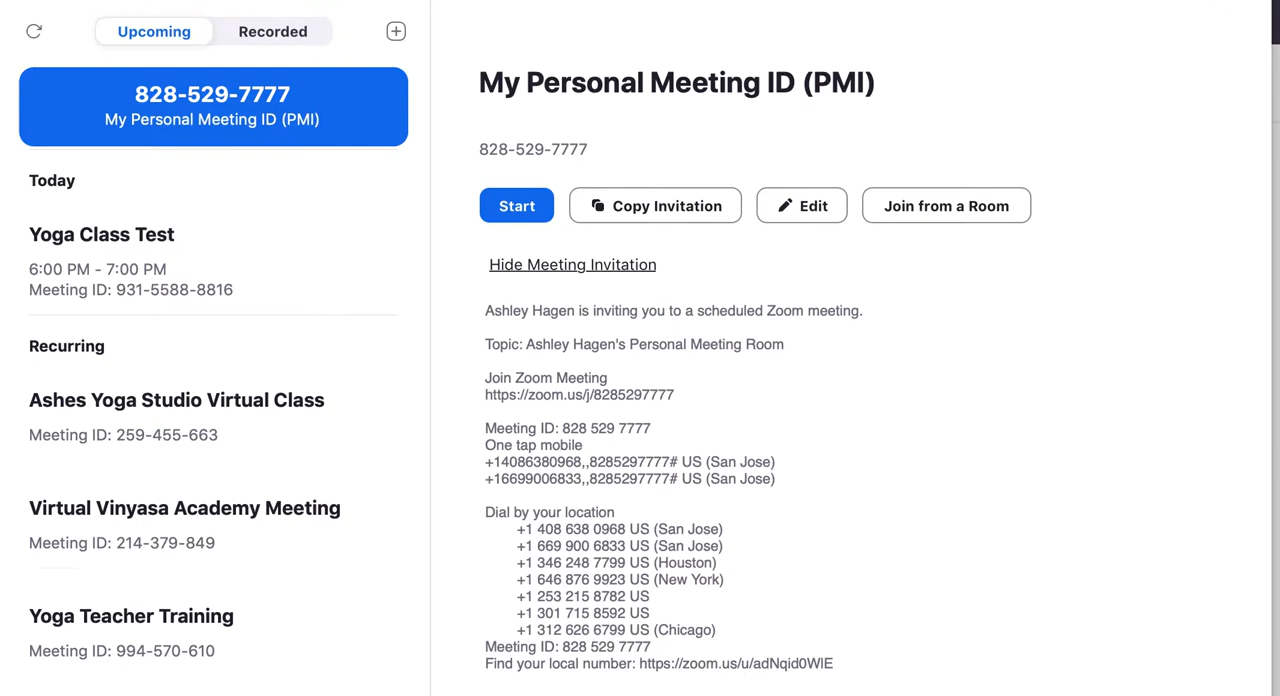 Upcoming
Recorded
828-529-7777
My Personal Meeting ID (PMI)
Today
Yoga Class Test
6:00 PM - 7:00 PM
Meeting ID: 931-5588-8816
Recurring
Ashes Yoga Studio Virtual Class
Meeting ID: 259-455-663
Virtual Vinyasa Academy Meeting
Meeting ID: 214-379-849
Yoga Teacher Training
Meeting ID: 994-570-610
My Personal Meeting ID (PMI)
828-529-7777
Start
Copy Invitation
Edit
Join from a Room
Hide Meeting Invitation
Ashley Hagen is inviting you to a scheduled Zoom meeting.
Topic: Ashley Hagen's Personal Meeting Room
Join Zoom Meeting
https://zoom.us/j/8285297777
Meeting ID: 828 529 7777
One tap mobile
+14086380968,,8285297777# US (San Jose)
+16699006833,,8285297777# US (San Jose)
Dial by your location
+1 408 638 0968 US (San Jose)
+1 669 900 6833 US (San Jose)
+1 346 248 7799 US (Houston)
+1 646 876 9923 US (New York)
+1 253 215 8782 US
+1 301 715 8592 US
+1 312 626 6799 US (Chicago)
Meeting ID: 828 529 7777
Find your local number: https://zoom.us/u/adNqid0WlE